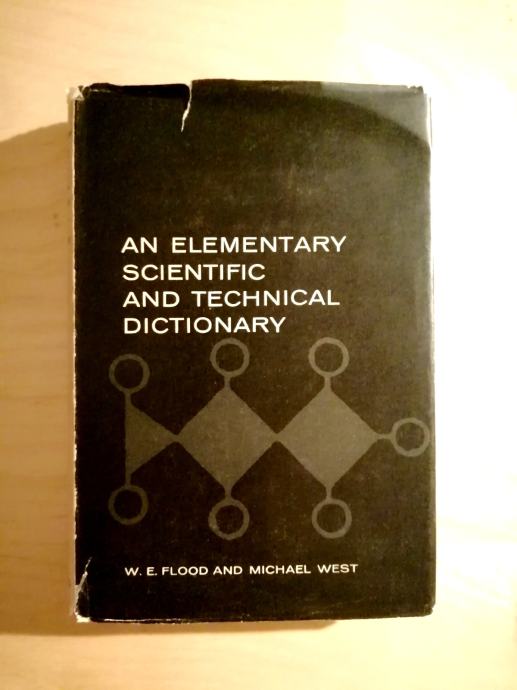 AN ELEMENTARY
SCIENTIFIC
AND TECHNICAL
DICTIONARY
W. E. FLOOD AND MICHAEL WEST